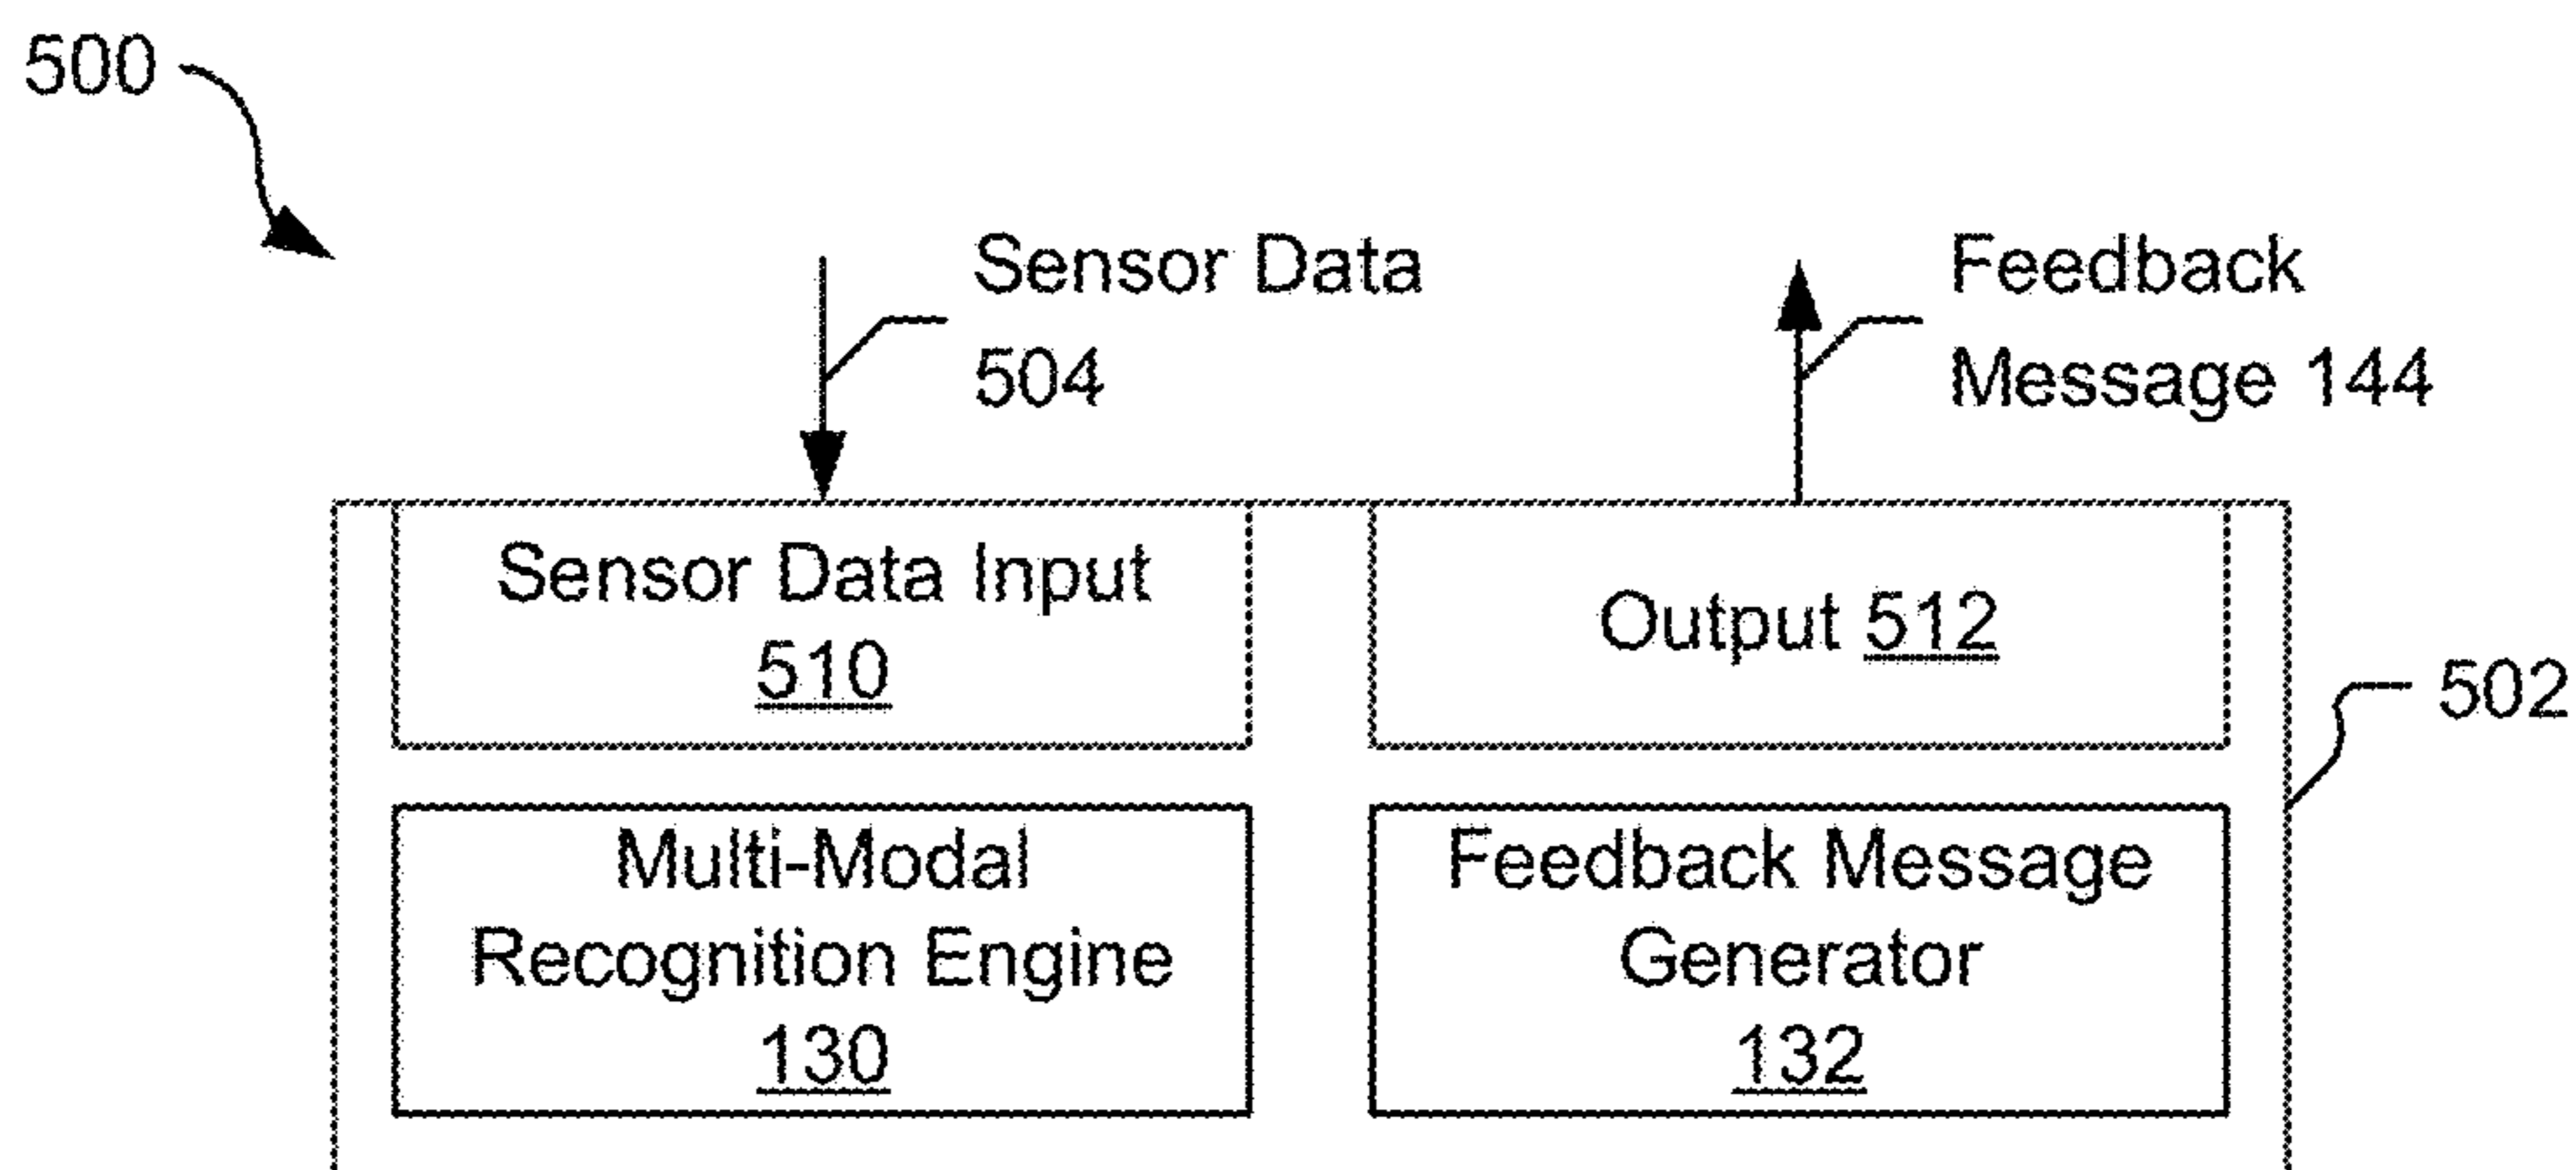 500
Sensor Data
504
Feedback
Message 144
Sensor Data Input
510
Output 512
502
Multi-Modal
Recognition Engine
130
Feedback Message
Generator
132